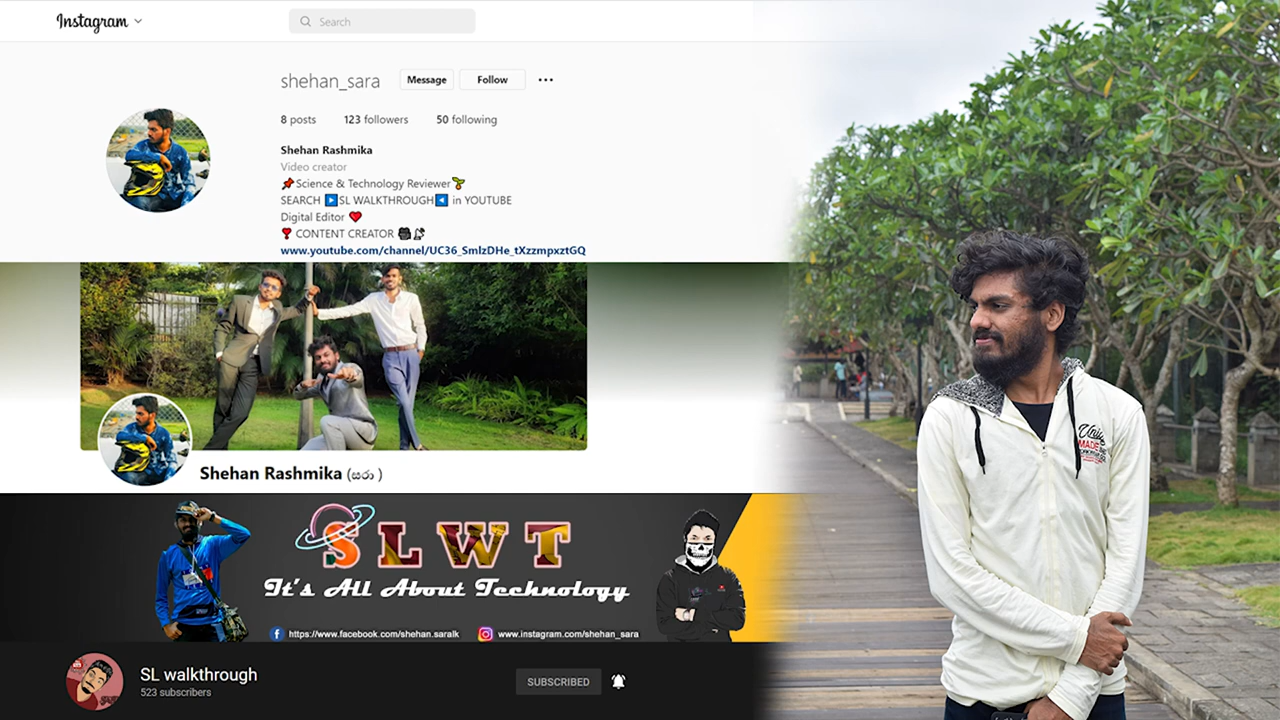 Instagram
Search
shehan_sara
Message
Follow
8 posts
123 followers
50 following
Shehan Rashmika
Video creator
Science & Technology Reviewer
SEARCH SL WALKTHROUGH in YOUTUBE
Digital Editor
CONTENT CREATOR
www.youtube.com/channel/UC36_SmlzDHe_tXzzmpxztGQ
Shehan Rashmika (සරා )
SLWT
It's All About Technology
https://www.facebook.com/shehan.saralk
www.instagram.com/shehan_sara
SL walkthrough
523 subscribers
SUBSCRIBED
MADE